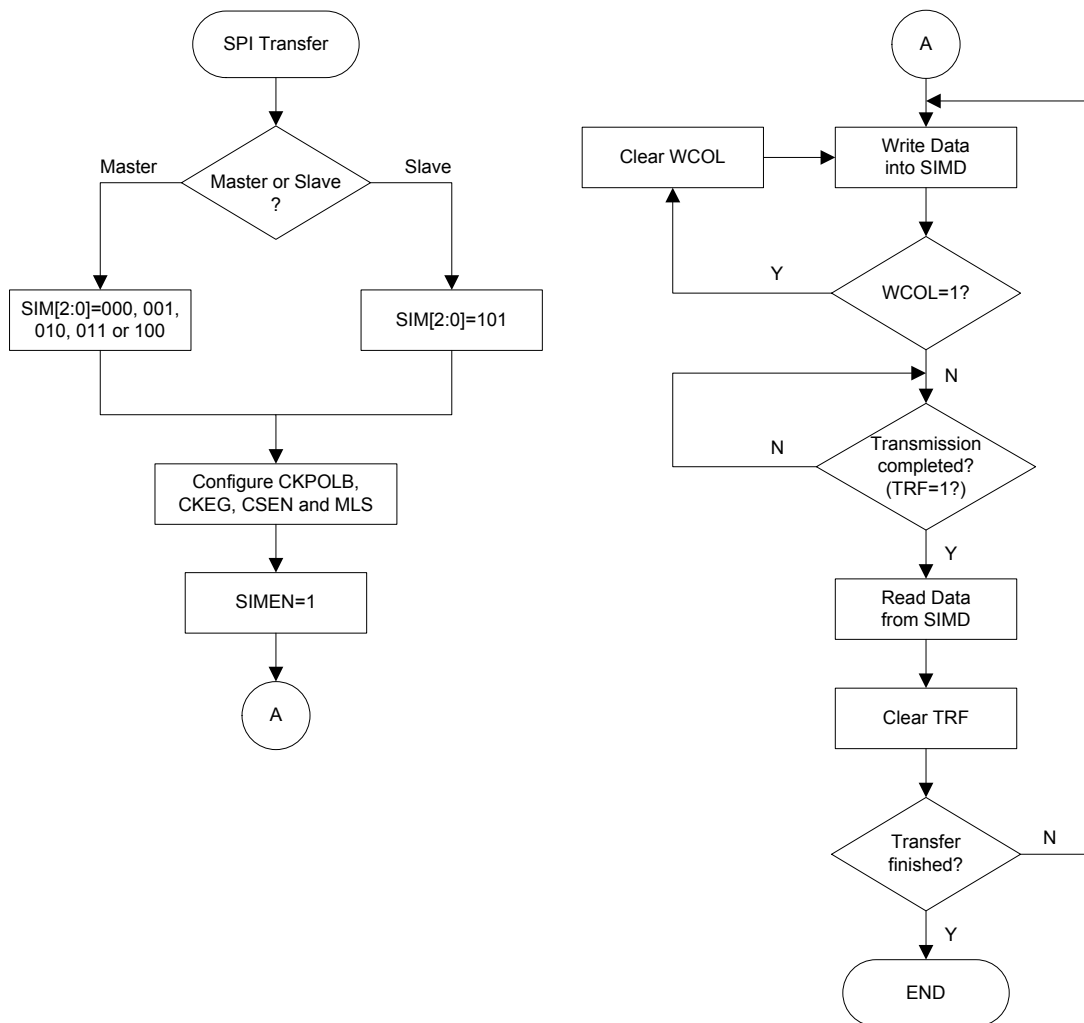 SPI Transfer
Master or Slave
?
Master
Slave
SIM[2:0]=000, 001,
010, 011 or 100
SIM[2:0]=101
Configure CKPOLB,
CKEG, CSEN and MLS
SIMEN=1
A
A
Write Data
into SIMD
Clear WCOL
WCOL=1?
Y
N
Transmission
completed?
(TRF=1?)
N
Y
Read Data
from SIMD
Clear TRF
Transfer
finished?
N
Y
END